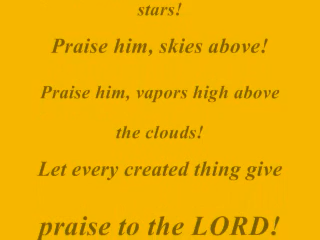 stars!
Praise him, skies above!
Praise him, vapors high above
the clouds!
Let every created thing give
praise to the LORD!